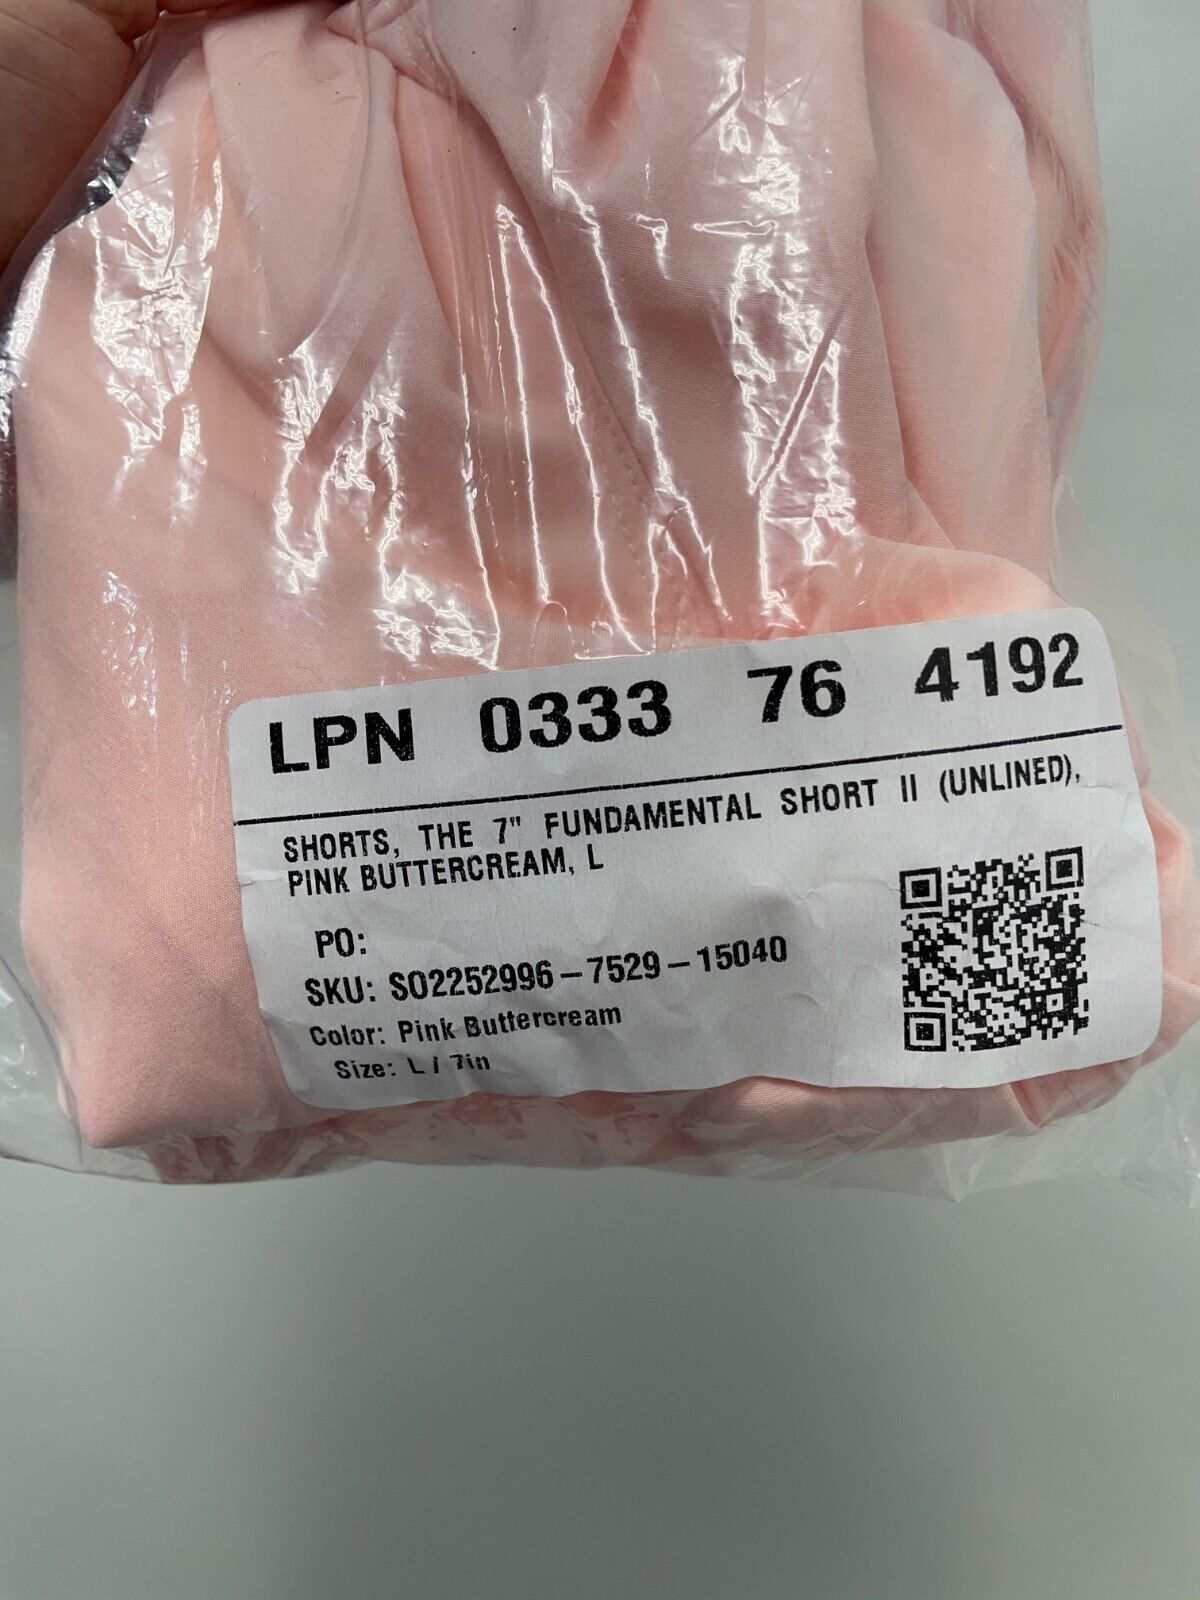 LPN 0333 76 4192
SHORTS, THE 7" FUNDAMENTAL SHORT II (UNLINED),
PINK BUTTERCREAM, L
PO:
SKU: SO2252996-7529-15040
Color: Pink Buttercream
Size: L / 7in